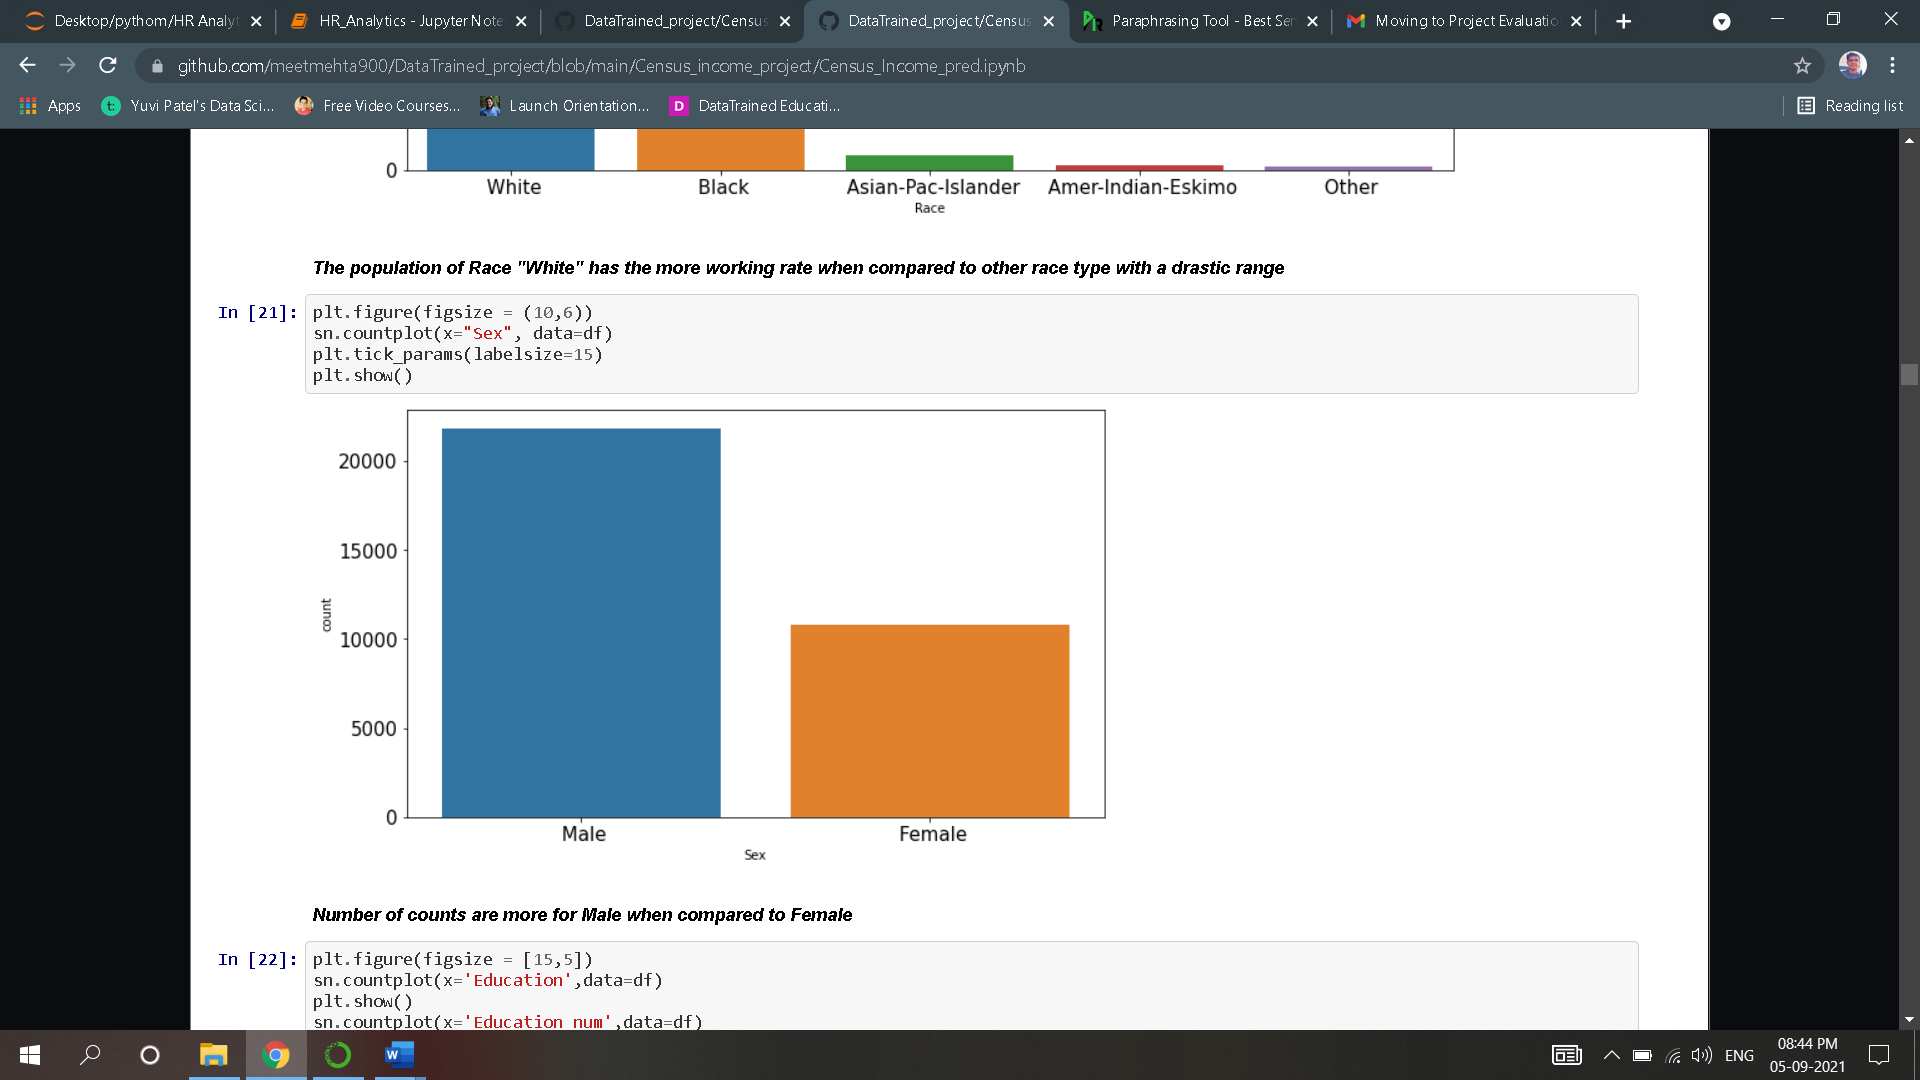 Desktop/pythom/HR Analyt
HR_Analytics - Jupyter Note
DataTrained_project/Census
DataTrained_project/Census
PR
Paraphrasing Tool - Best Sen
Moving to Project Evaluatio
github.com/meetmehta900/DataTrained_project/blob/main/Census_income_project/Census_Income_pred.ipynb
Apps
t:
Yuvi Patel's Data Sci...
Free Video Courses...
Launch Orientation...
D
DataTrained Educati...
Reading list
0
White
Black
Asian-Pac-Islander
Amer-Indian-Eskimo
Other
Race
The population of Race "White" has the more working rate when compared to other race type with a drastic range
In [21]:
plt.figure(figsize = (10,6))
sn.countplot(x="Sex", data=df)
plt.tick_params(labelsize=15)
plt.show()
20000
15000
10000
5000
0
count
Male
Female
Sex
Number of counts are more for Male when compared to Female
In [22]:
plt.figure(figsize = [15,5])
sn.countplot(x='Education',data=df)
plt.show()
sn.countplot(x='Education_num',data=df)
W
ENG
08:44 PM
05-09-2021